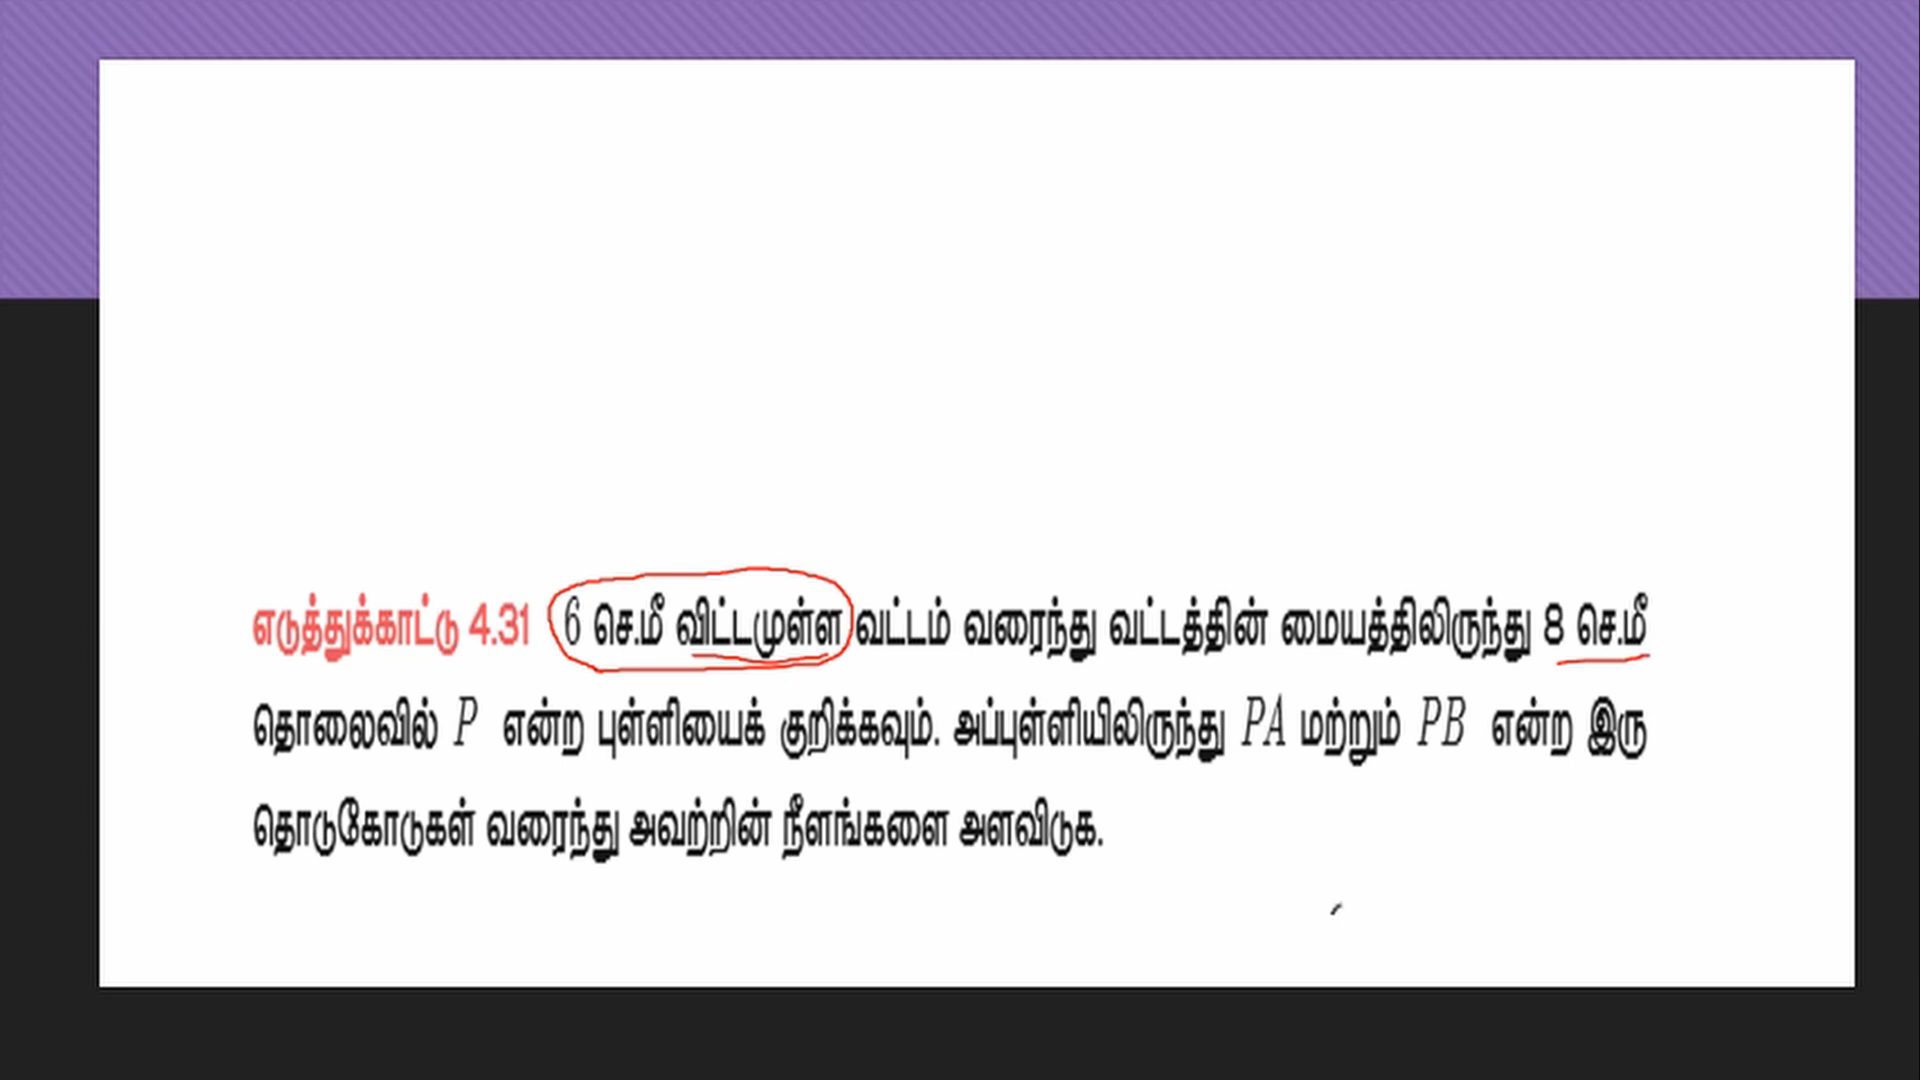 எடுத்துக்காட்டு 4.31 6 செ.மீ விட்டமுள்ள வட்டம் வரைந்து வட்டத்தின் மையத்திலிருந்து 8 செ.மீ
தொலைவில் P என்ற புள்ளியைக் குறிக்கவும். அப்புள்ளியிலிருந்து PA மற்றும் PB என்ற இரு
தொடுகோடுகள் வரைந்து அவற்றின் நீளங்களை அளவிடுக.